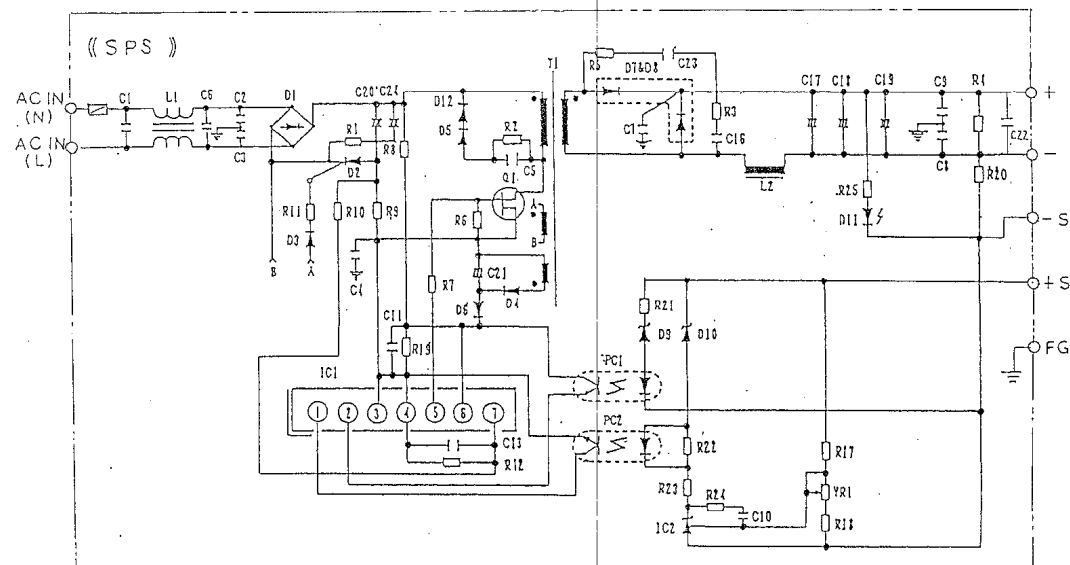 ((SPS))
AC IN
(N)
AC IN
(L)
C1
L1
C6
C2
C3
D1
C20
C24
R1
R8
D2
R11
D3
R10
R9
B
A
C4
D12
D5
R2
C5
Q1
R6
R7
A
B
C21
D4
D6
T1
R5
D7&D8
C23
C7
R3
C16
L2
C17
C18
C19
C9
C8
R4
C22
R20
R25
D11
+
-
-S
+S
FG
R21
D9
D10
PC1
PC2
C11
R19
IC1
1
2
3
4
5
6
7
C13
R12
R22
R23
R24
C10
IC2
R17
VR1
R18